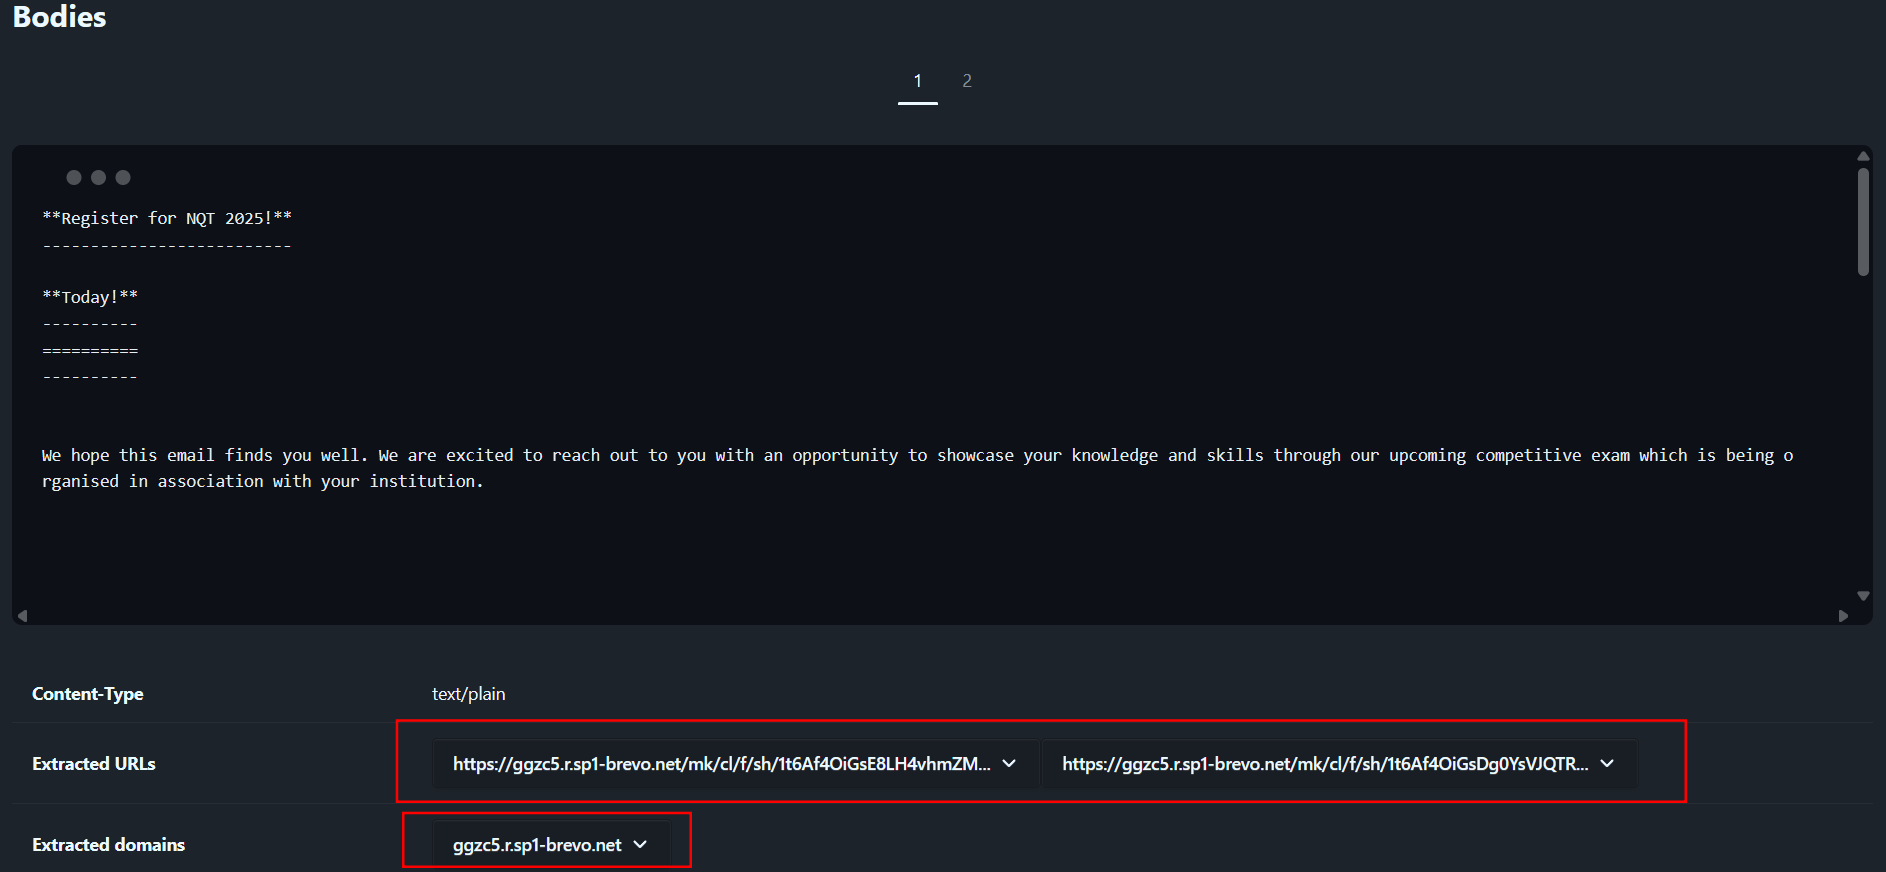 Bodies
1 2
**Register for NQT 2025!**
--------------------------
**Today!**
----------
==========
----------
We hope this email finds you well. We are excited to reach out to you with an opportunity to showcase your knowledge and skills through our upcoming competitive exam which is being o
rganised in association with your institution.
Content-Type text/plain
Extracted URLs https://ggzc5.r.sp1-brevo.net/mk/cl/f/sh/1t6Af4OiGsE8LH4vhmZM... https://ggzc5.r.sp1-brevo.net/mk/cl/f/sh/1t6Af4OiGsDg0YsVJQTR...
Extracted domains ggzc5.r.sp1-brevo.net